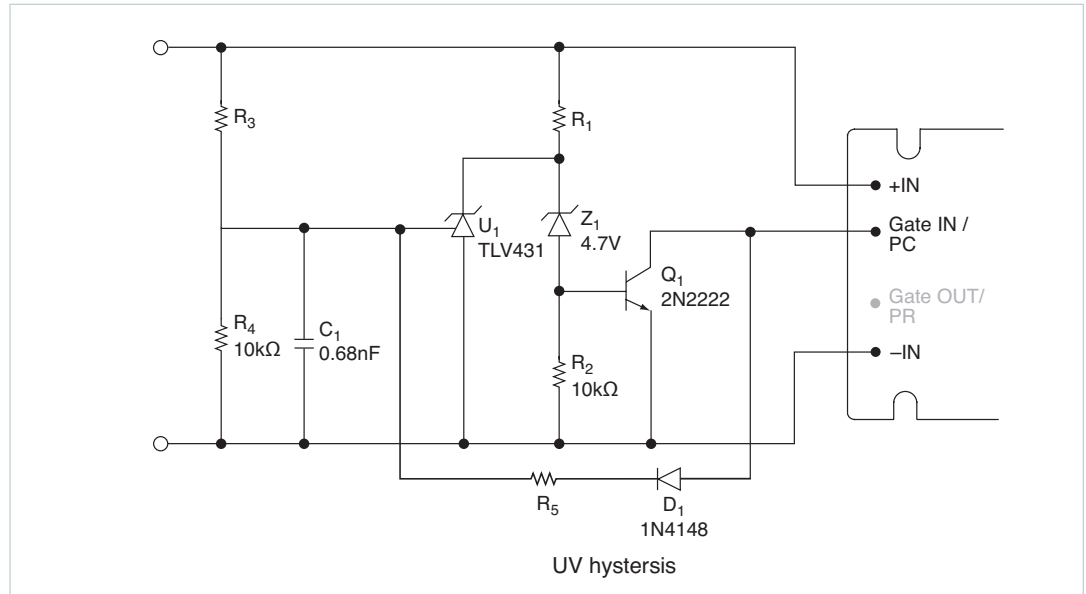 R3
R1
+IN
U1
TLV431
Z1
4.7V
Gate IN /
PC
Q1
2N2222
Gate OUT/
PR
R4
10kΩ
C1
0.68nF
R2
10kΩ
–IN
R5
D1
1N4148
UV hystersis